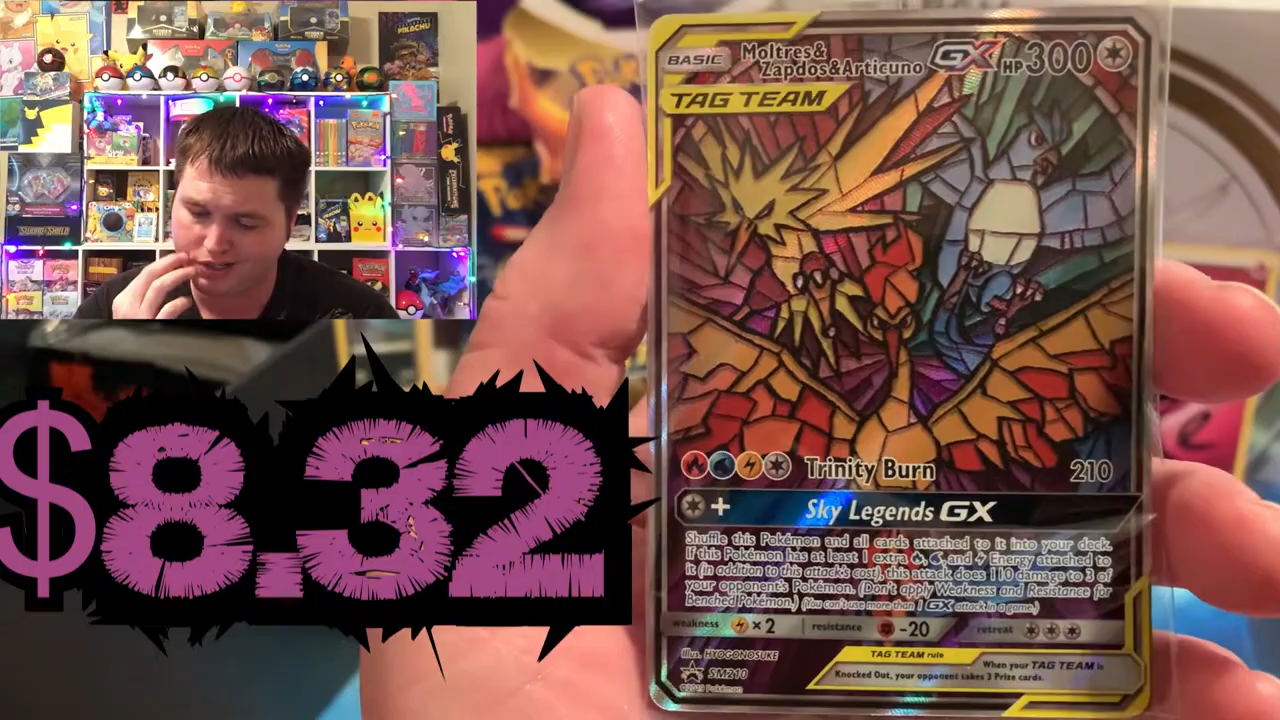 PIKACHU
SWORD & SHIELD
$8.32
BASIC
Moltres&
Zapdos&Articuno GX HP300
TAG TEAM
Trinity Burn 210
+ Sky Legends GX
Shuffle this Pokémon and all cards attached to it into your deck.
If this Pokémon has at least 1 extra , , and Energy attached to
it (in addition to this attack's cost), this attack does 110 damage to 3 of
your opponent's Pokémon. (Don't apply Weakness and Resistance for
Benched Pokémon.) (You can't use more than 1 GX attack in a game.)
weakness ×2 resistance -20 retreat
Illus. HYOGONOSUKE
SM210
©2019 Pokémon
TAG TEAM rule
When your TAG TEAM is
Knocked Out, your opponent takes 3 Prize cards.